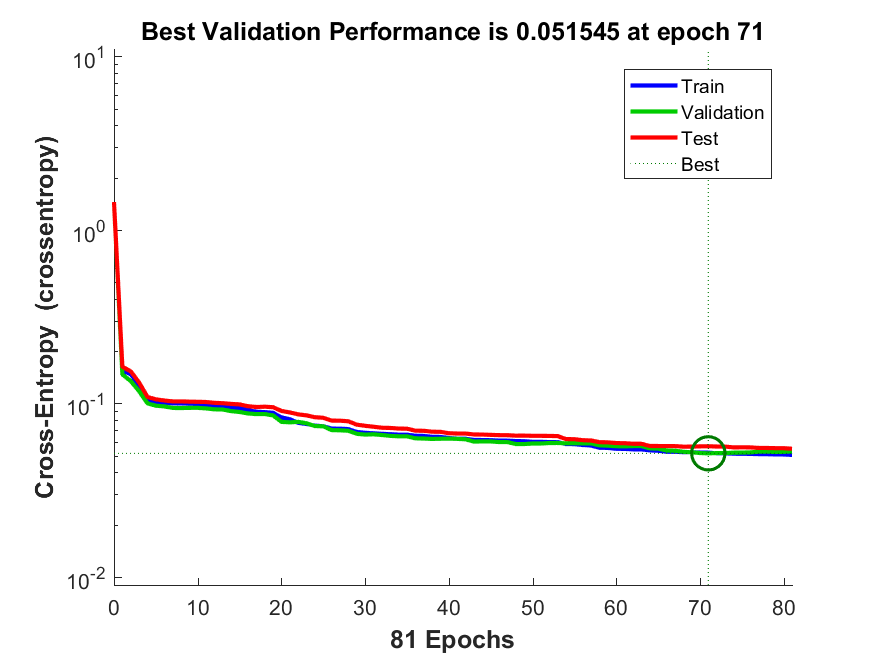 Best Validation Performance is 0.051545 at epoch 71
Cross-Entropy (crossentropy)
10^1
10^0
10^-1
10^-2
Train
Validation
Test
Best
0 10 20 30 40 50 60 70 80
81 Epochs